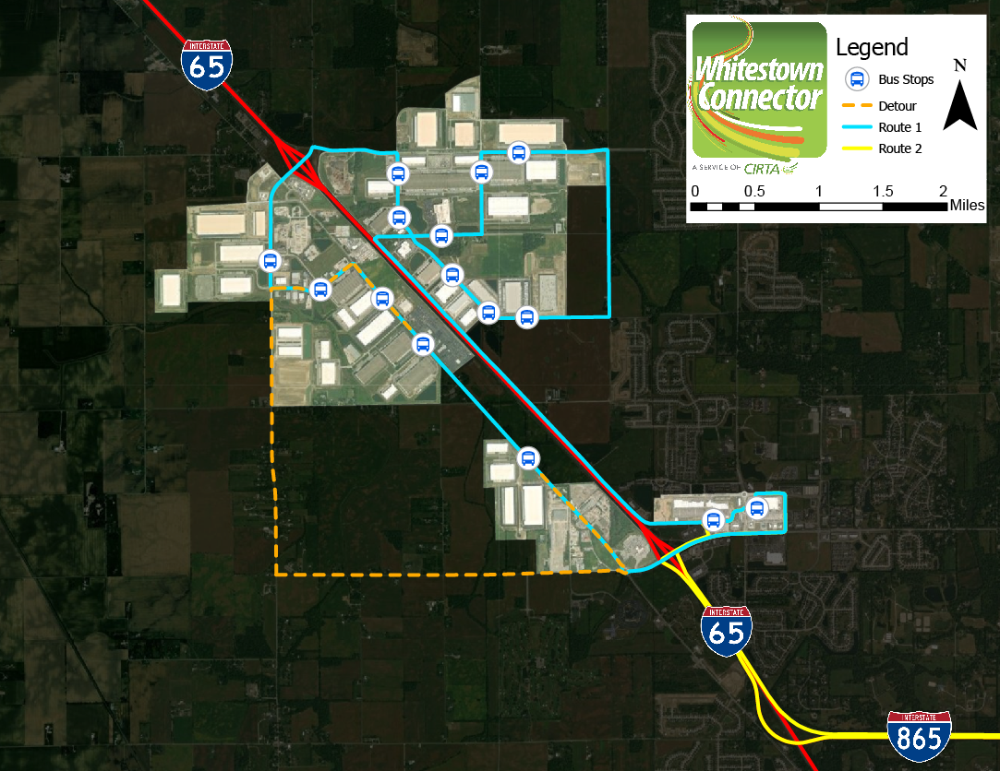 INTERSTATE
65
Whitestown
Connector
A SERVICE OF CIRTA
Legend
Bus Stops
Detour
Route 1
Route 2
N
0 0.5 1 1.5 2
Miles
INTERSTATE
65
INTERSTATE
865